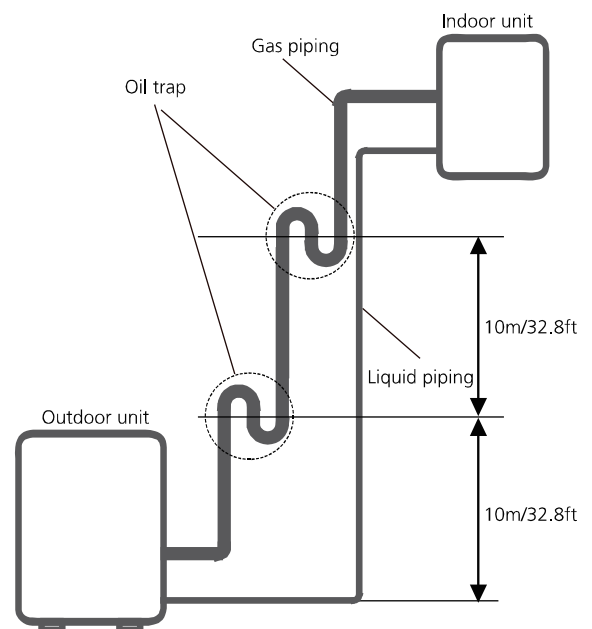 Indoor unit
Gas piping
Oil trap
10m/32.8ft
Liquid piping
Outdoor unit
10m/32.8ft